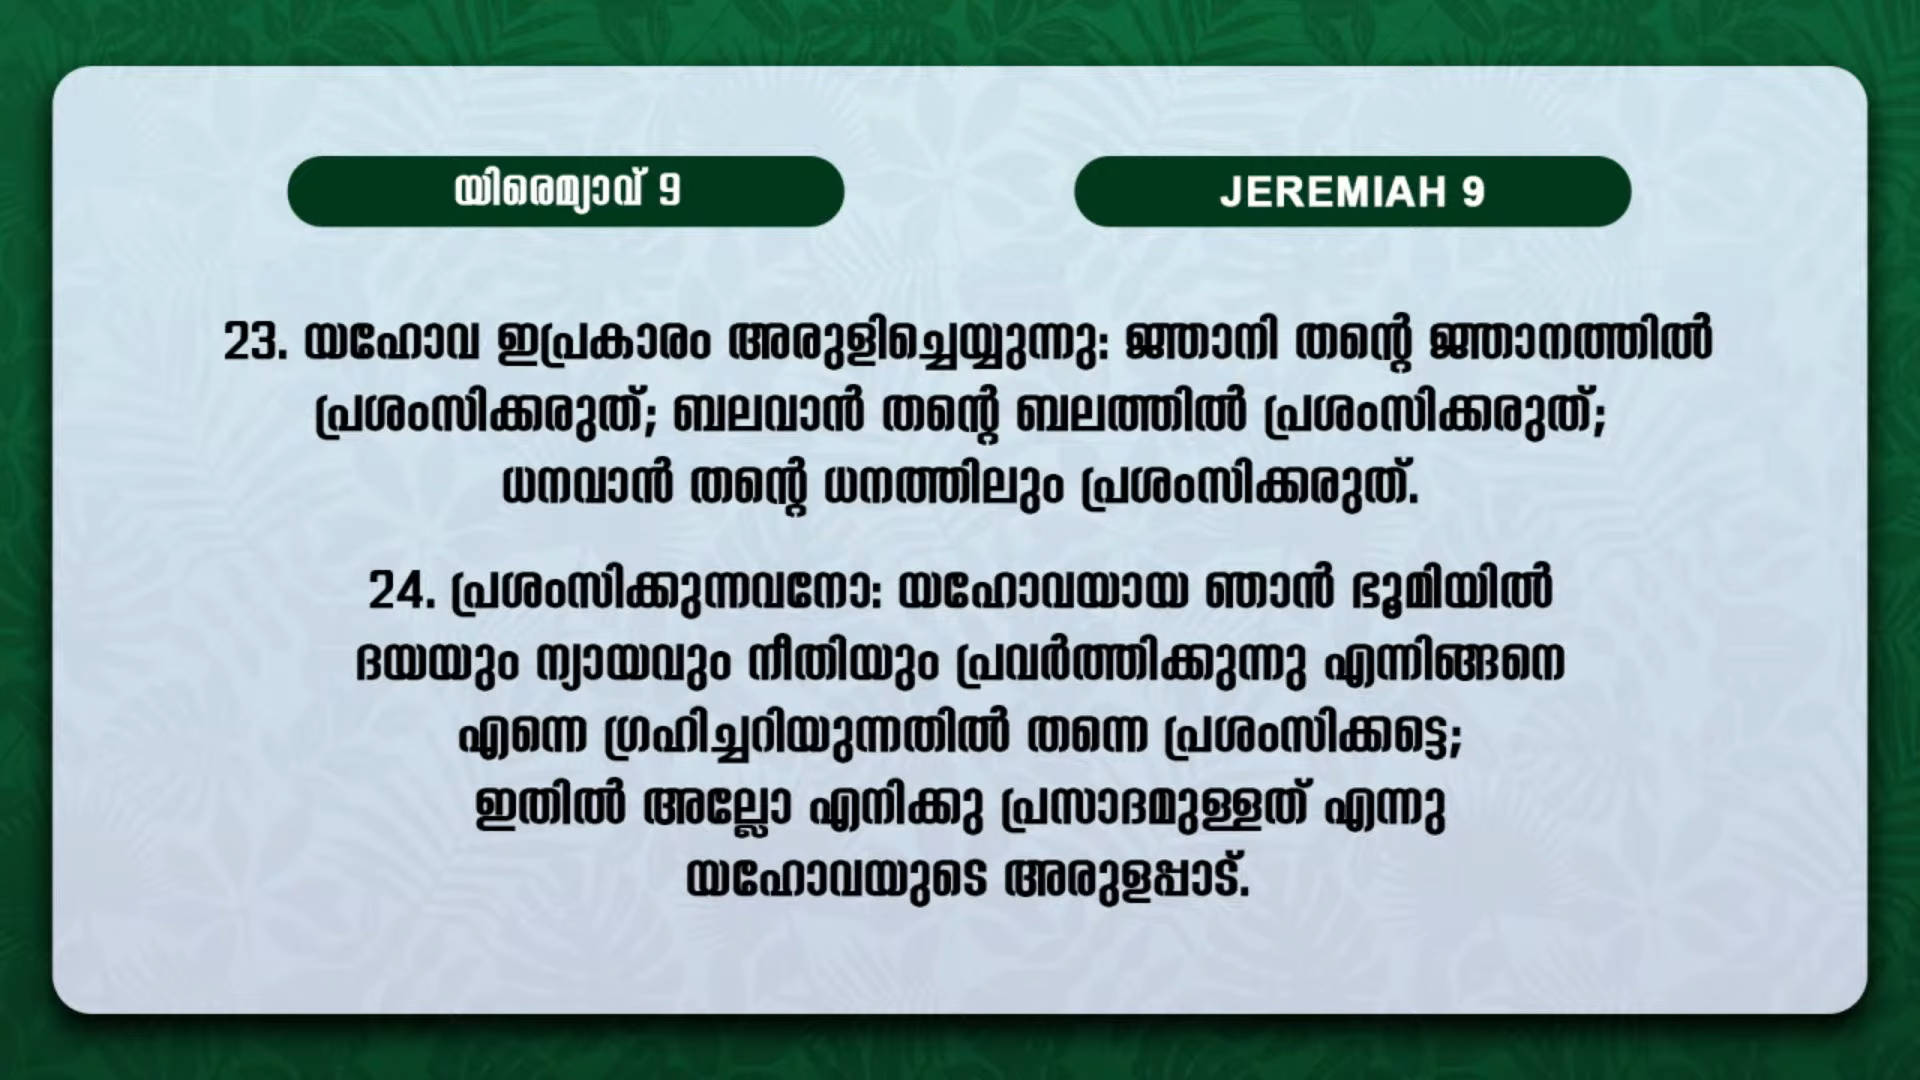 യിരെമ്യാവ് 9
JEREMIAH 9
23. യഹോവ ഇപ്രകാരം അരുളിച്ചെയ്യുന്നു: ജ്ഞാനി തന്റെ ജ്ഞാനത്തിൽ
പ്രശംസിക്കരുത്; ബലവാൻ തന്റെ ബലത്തിൽ പ്രശംസിക്കരുത്;
ധനവാൻ തന്റെ ധനത്തിലും പ്രശംസിക്കരുത്.
24. പ്രശംസിക്കുന്നവനോ: യഹോവയായ ഞാൻ ഭൂമിയിൽ
ദയയും ന്യായവും നീതിയും പ്രവർത്തിക്കുന്നു എന്നിങ്ങനെ
എന്നെ ഗ്രഹിച്ചറിയുന്നതിൽ തന്നെ പ്രശംസിക്കട്ടെ;
ഇതിൽ അല്ലോ എനിക്കു പ്രസാദമുള്ളത് എന്നു
യഹോവയുടെ അരുളപ്പാട്.